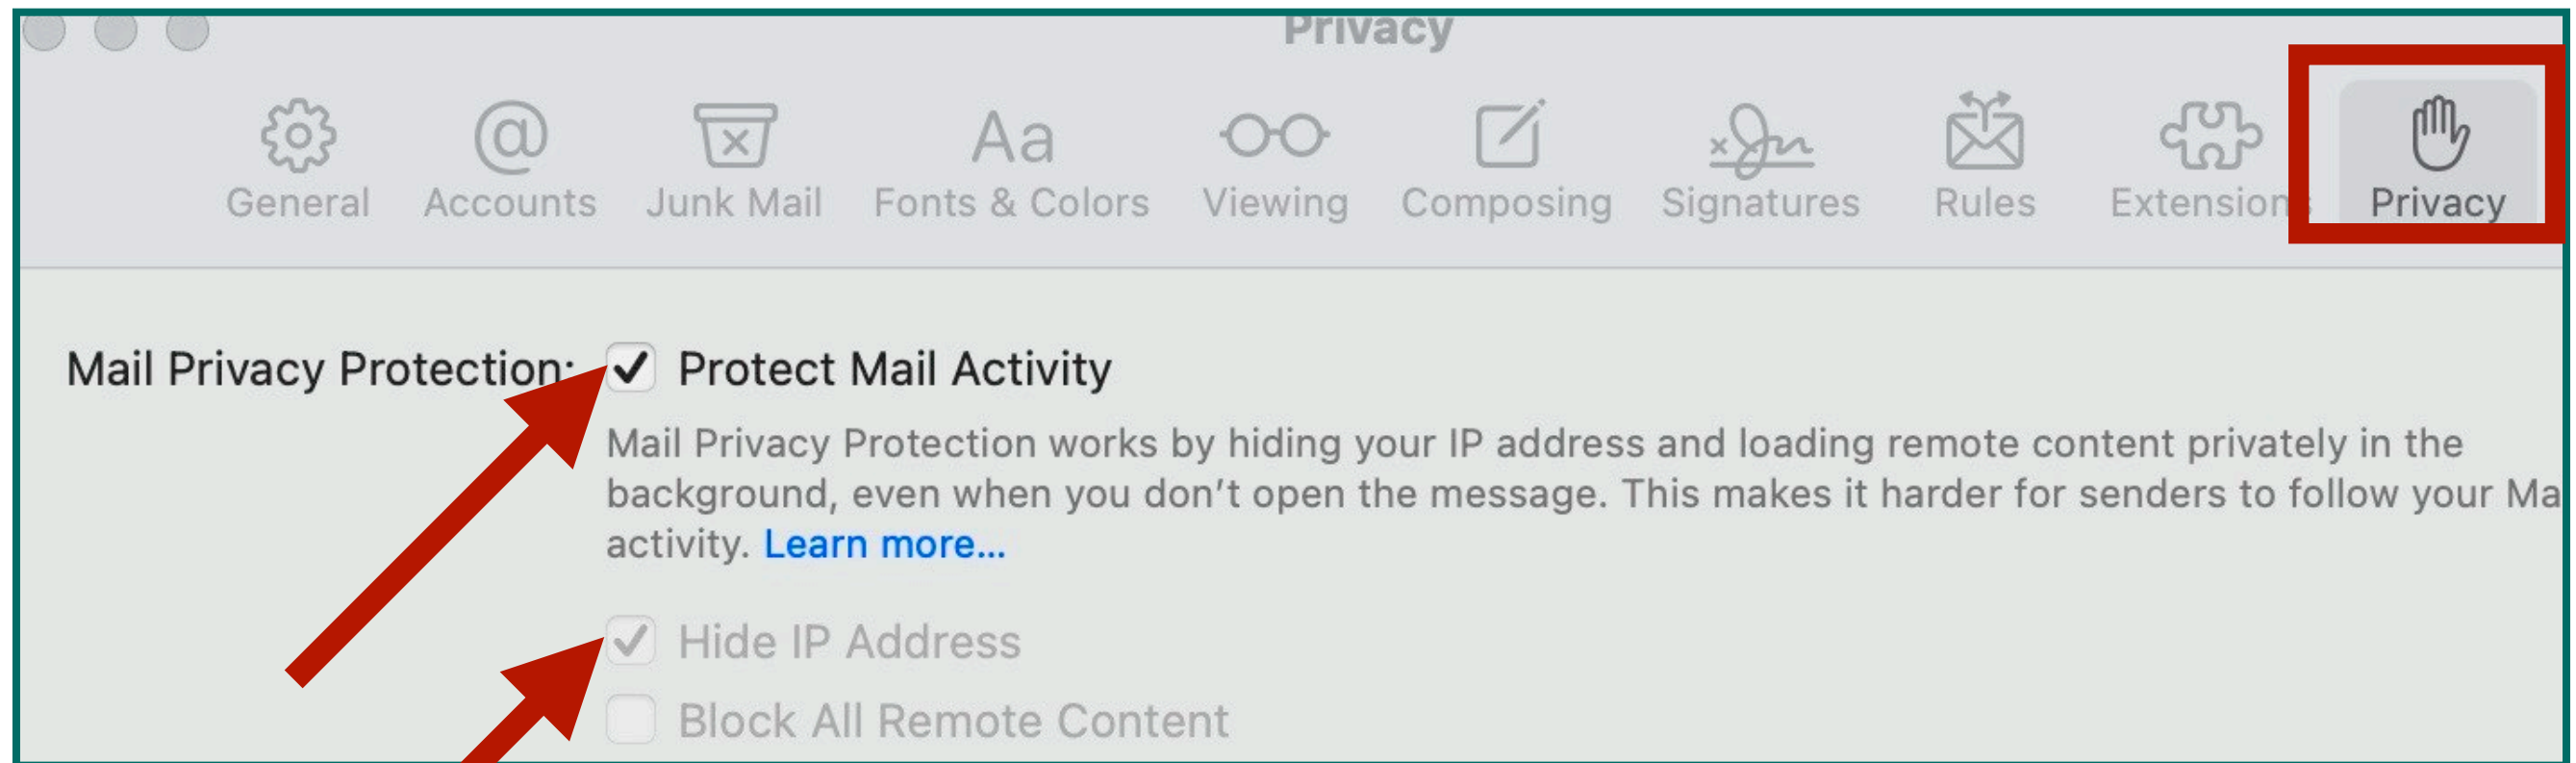 Privacy
General Accounts Junk Mail Fonts & Colors Viewing Composing Signatures Rules Extensions Privacy
Mail Privacy Protection: Protect Mail Activity
Mail Privacy Protection works by hiding your IP address and loading remote content privately in the
background, even when you don't open the message. This makes it harder for senders to follow your Ma
activity. Learn more...
Hide IP Address
Block All Remote Content